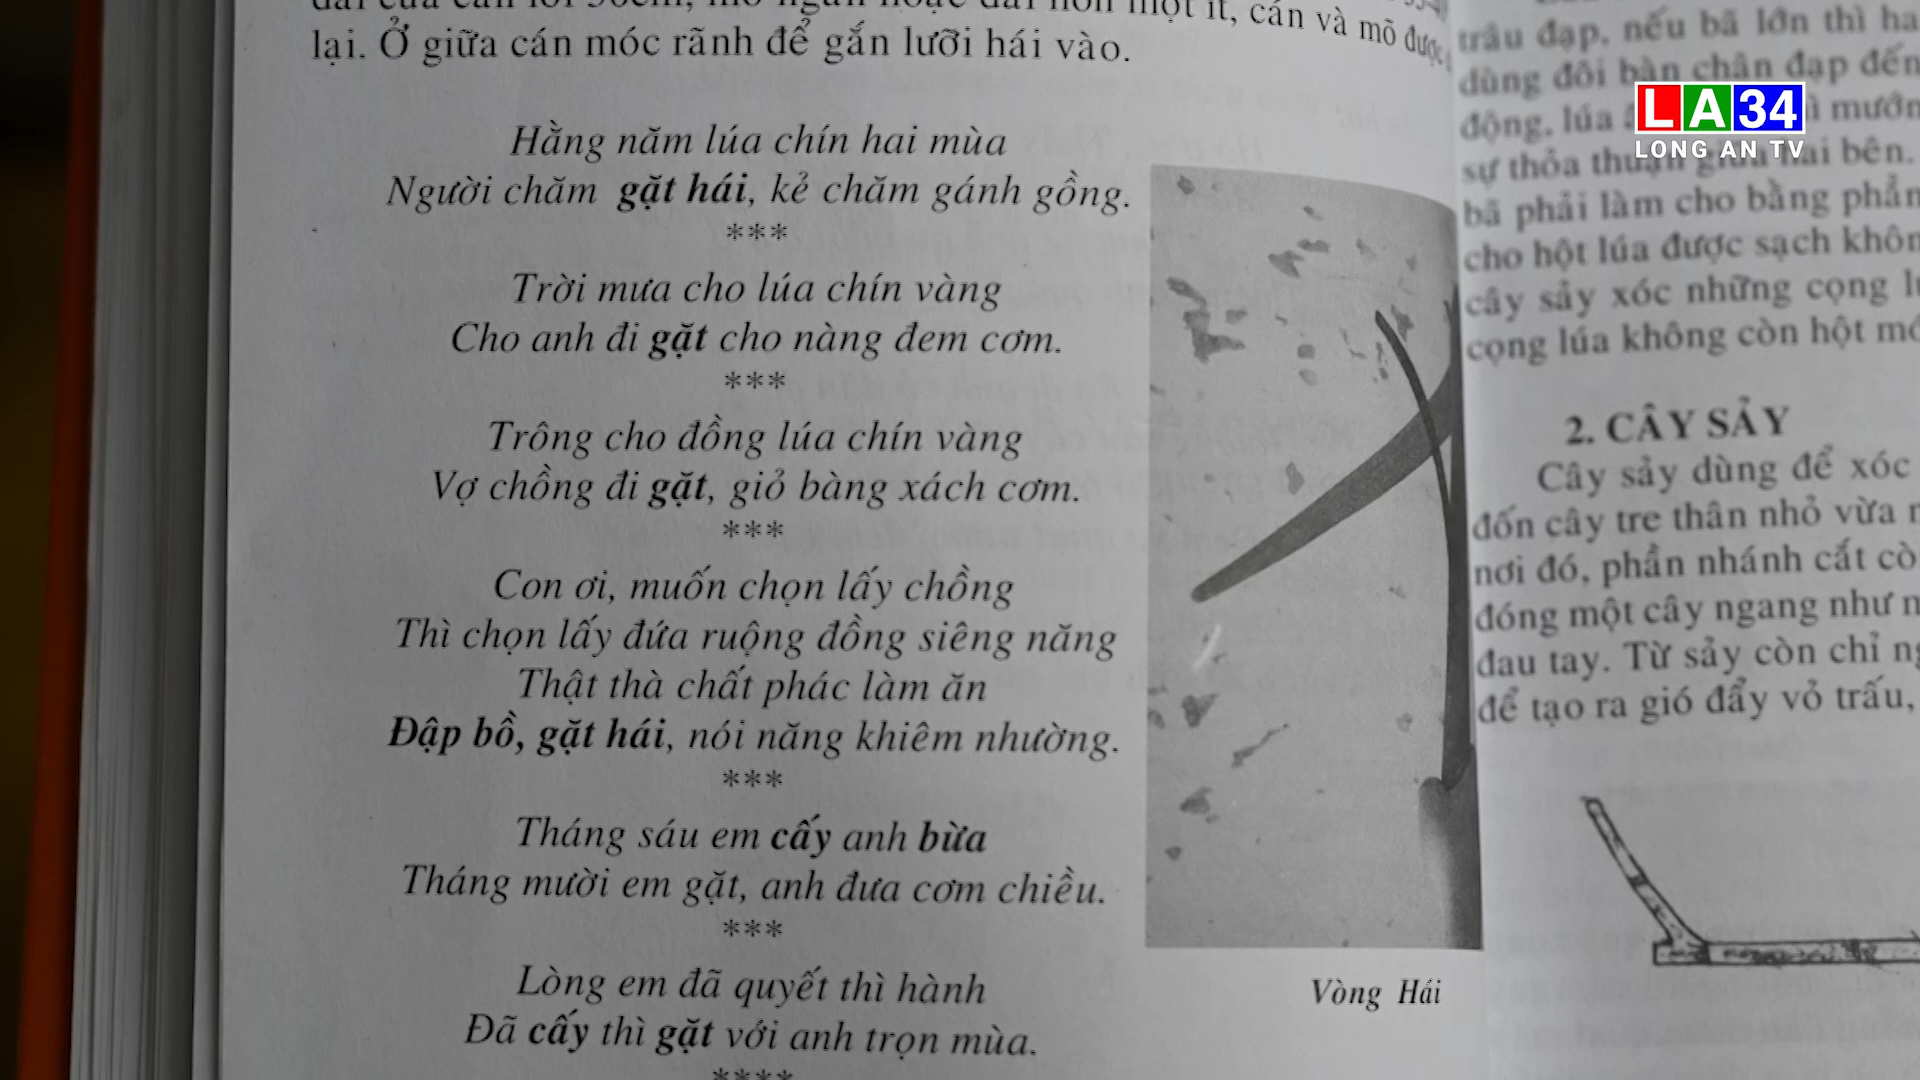 một ít, cán và mõ được
lại. Ở giữa cán móc rãnh để gắn lưỡi hái vào.
Hằng năm lúa chín hai mùa
Người chăm gặt hái, kẻ chăm gánh gồng.
***
Trời mưa cho lúa chín vàng
Cho anh đi gặt cho nàng đem cơm.
***
Trông cho đồng lúa chín vàng
Vợ chồng đi gặt, giỏ bàng xách cơm.
***
Con ơi, muốn chọn lấy chồng
Thì chọn lấy đứa ruộng đồng siêng năng
Thật thà chất phác làm ăn
Đập bồ, gặt hái, nói năng khiêm nhường.
***
Tháng sáu em cấy anh bừa
Tháng mười em gặt, anh đưa cơm chiều.
***
Lòng em đã quyết thì hành
Đã cấy thì gặt với anh trọn mùa.
****
Vòng Hái
trâu đạp, nếu bã lớn thì
dùng đôi bàn chân đạp đến
động, lúa mướn
sự thỏa thuận giữa hai bên.
bã phải làm cho bằng phẳn
cho hột lúa được sạch khôn
cây sảy xóc những cọng
cọng lúa không còn hột
2. CÂY SẢY
Cây sảy dùng để xóc
đốn cây tre thân nhỏ vừa
nơi đó, phần nhánh cắt
đóng một cây ngang như
đau tay. Từ sảy còn chỉ
để tạo ra gió đẩy vỏ trấu,
LA34
LONG AN TV